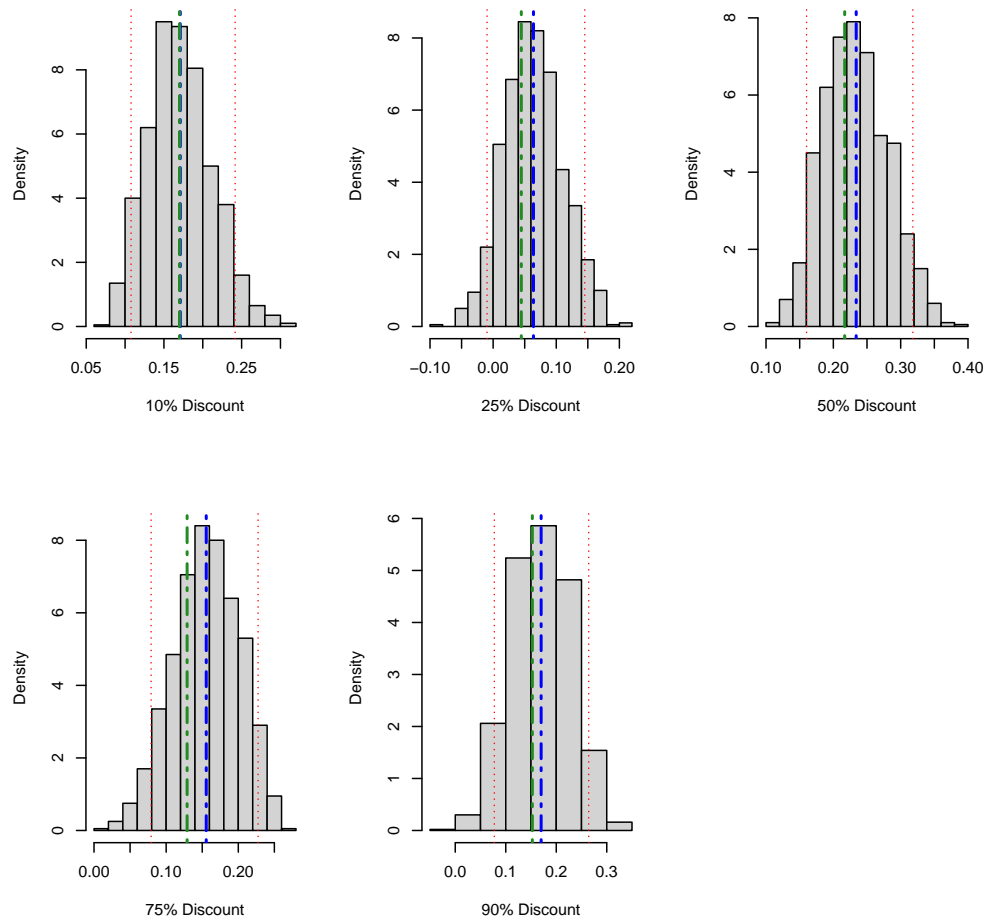 Density
0 2 4 6 8
0.05 0.15 0.25
10% Discount
Density
0 2 4 6 8
−0.10 0.00 0.10 0.20
25% Discount
Density
0 2 4 6 8
0.10 0.20 0.30 0.40
50% Discount
Density
0 2 4 6 8
0.00 0.10 0.20
75% Discount
Density
0 1 2 3 4 5 6
0.0 0.1 0.2 0.3
90% Discount